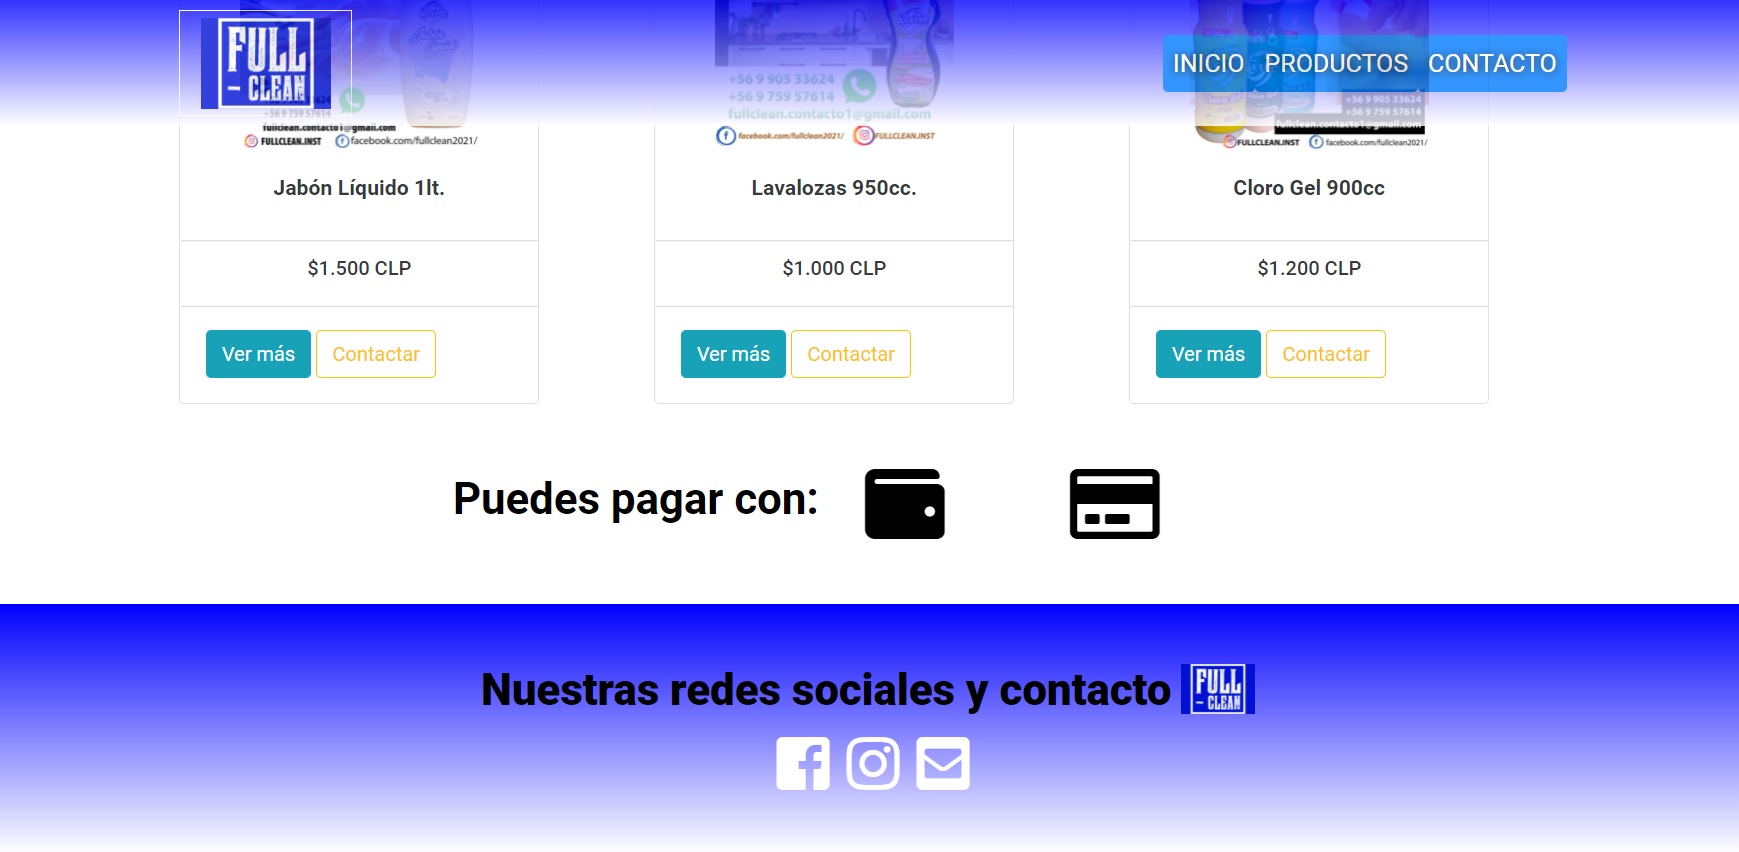 FULL
- CLEAN
INICIO PRODUCTOS CONTACTO
+56 9 759 57614
fullclean.contacto1@gmail.com
FULLCLEAN.INST facebook.com/fullclean2021/
+56 9 905 33624
+56 9 759 57614
fullclean.contacto1@gmail.com
facebook.com/fullclean2021/ FULLCLEAN.INST
Cloro Gel
+56 9 905 33624
+56 9 759 57614
fullclean.contacto1@gmail.com
FULLCLEAN.INST facebook.com/fullclean2021/
Jabón Líquido 1lt.
Lavalozas 950cc.
Cloro Gel 900cc
$1.500 CLP
$1.000 CLP
$1.200 CLP
Ver más Contactar
Ver más Contactar
Ver más Contactar
Puedes pagar con:
Nuestras redes sociales y contacto
FULL
- CLEAN